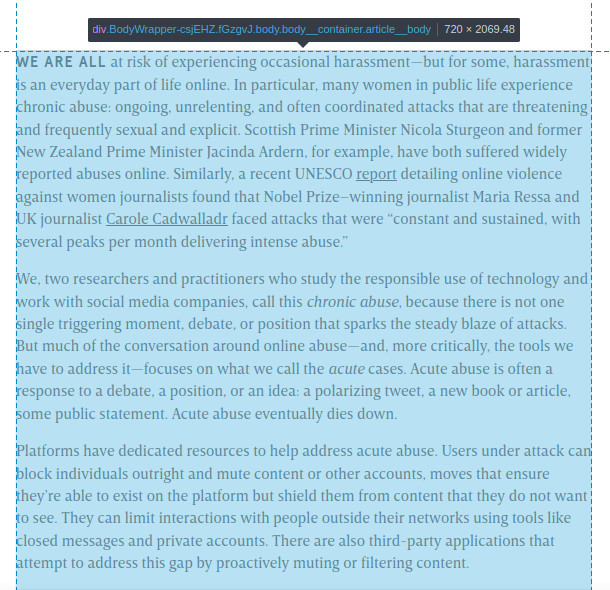 div.BodyWrapper-csjEHZ.fGzgvJ.body.body__container.article__body 720 × 2069.48
WE ARE ALL at risk of experiencing occasional harassment—but for some, harassment
is an everyday part of life online. In particular, many women in public life experience
chronic abuse: ongoing, unrelenting, and often coordinated attacks that are threatening
and frequently sexual and explicit. Scottish Prime Minister Nicola Sturgeon and former
New Zealand Prime Minister Jacinda Ardern, for example, have both suffered widely
reported abuses online. Similarly, a recent UNESCO report detailing online violence
against women journalists found that Nobel Prize–winning journalist Maria Ressa and
UK journalist Carole Cadwalladr faced attacks that were “constant and sustained, with
several peaks per month delivering intense abuse.”
We, two researchers and practitioners who study the responsible use of technology and
work with social media companies, call this chronic abuse, because there is not one
single triggering moment, debate, or position that sparks the steady blaze of attacks.
But much of the conversation around online abuse—and, more critically, the tools we
have to address it—focuses on what we call the acute cases. Acute abuse is often a
response to a debate, a position, or an idea: a polarizing tweet, a new book or article,
some public statement. Acute abuse eventually dies down.
Platforms have dedicated resources to help address acute abuse. Users under attack can
block individuals outright and mute content or other accounts, moves that ensure
they’re able to exist on the platform but shield them from content that they do not want
to see. They can limit interactions with people outside their networks using tools like
closed messages and private accounts. There are also third-party applications that
attempt to address this gap by proactively muting or filtering content.